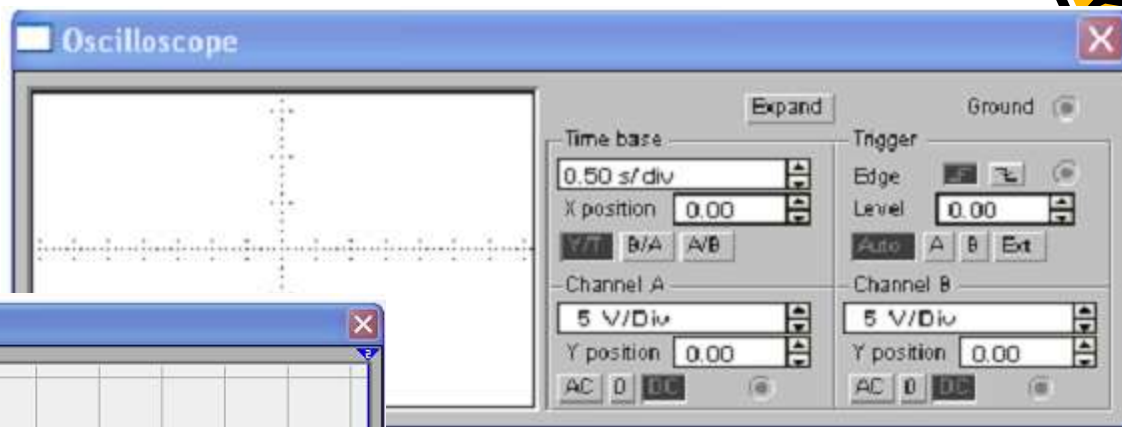 Oscilloscope
Expand
Ground
Time base
0.50 s/div
X position 0.00
Y/T B/A A/B
Trigger
Edge
Level 0.00
Auto A B Ext
Channel A
5 V/Div
Y position 0.00
AC 0 DC
Channel B
5 V/Div
Y position 0.00
AC 0 DC
2